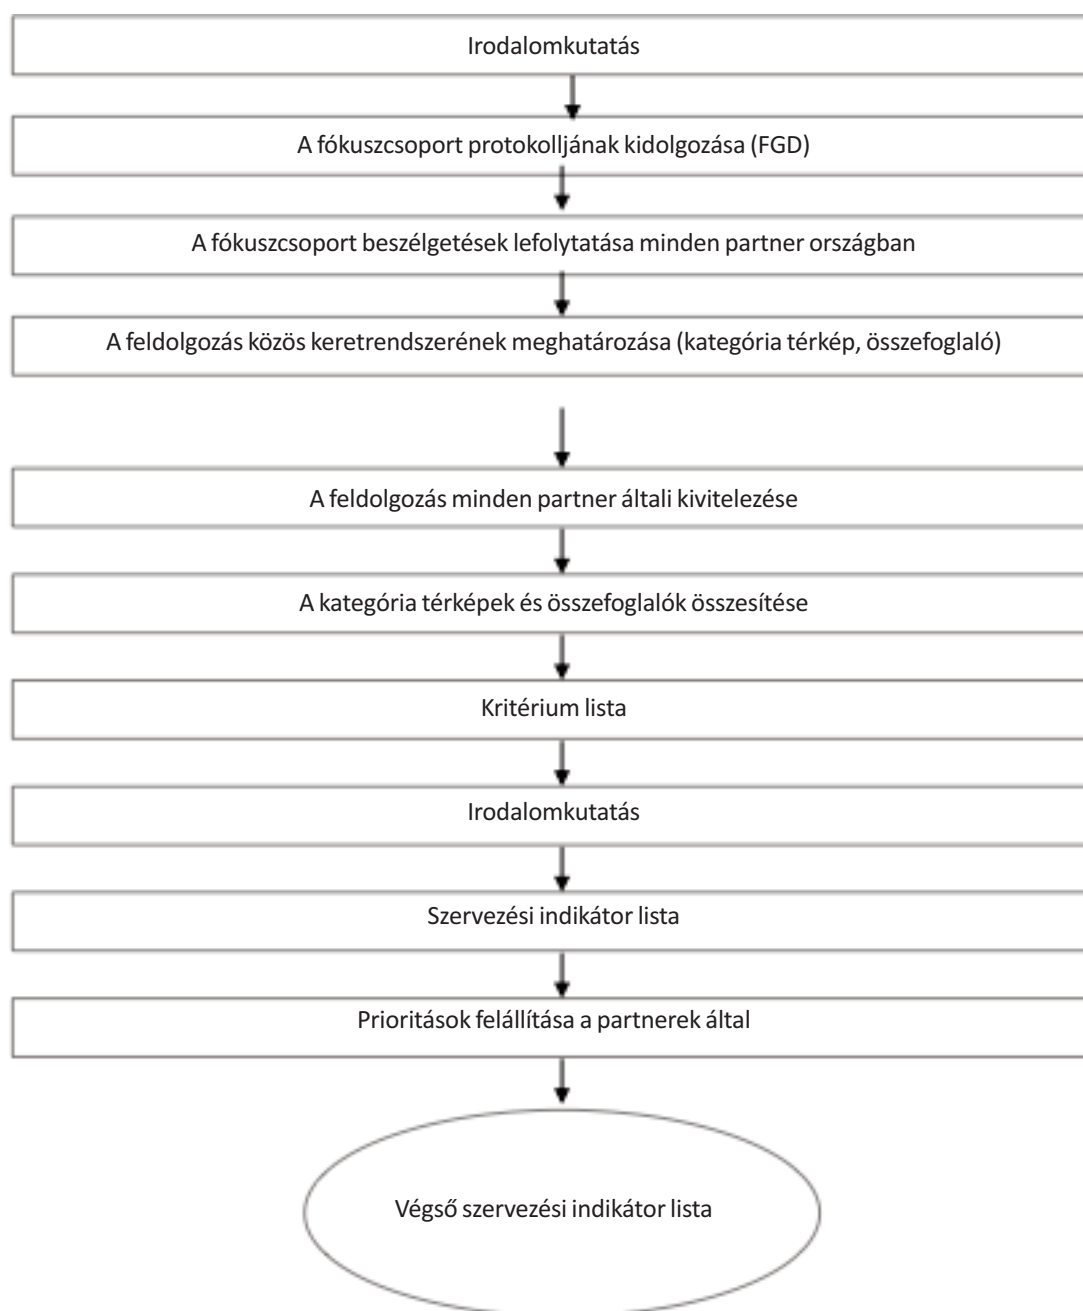 Irodalomkutatás
A fókuszcsoport protokolljának kidolgozása (FGD)
A fókuszcsoport beszélgetések lefolytatása minden partner országban
A feldolgozás közös keretrendszerének meghatározása (kategória térkép, összefoglaló)
A feldolgozás minden partner általi kivitelezése
A kategória térképek és összefoglalók összesítése
Kritérium lista
Irodalomkutatás
Szervezési indikátor lista
Prioritások felállítása a partnerek által
Végső szervezési indikátor lista